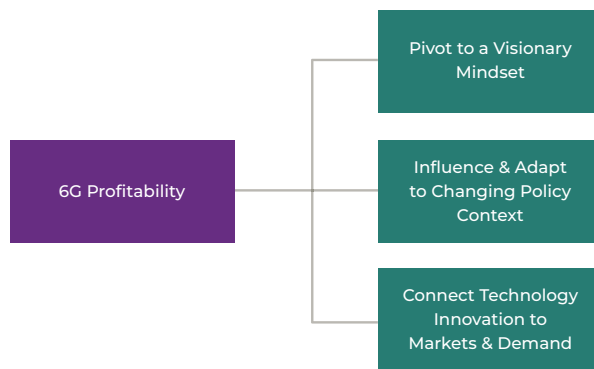 Pivot to a Visionary
Mindset
6G Profitability
Influence & Adapt
to Changing Policy
Context
Connect Technology
Innovation to
Markets & Demand